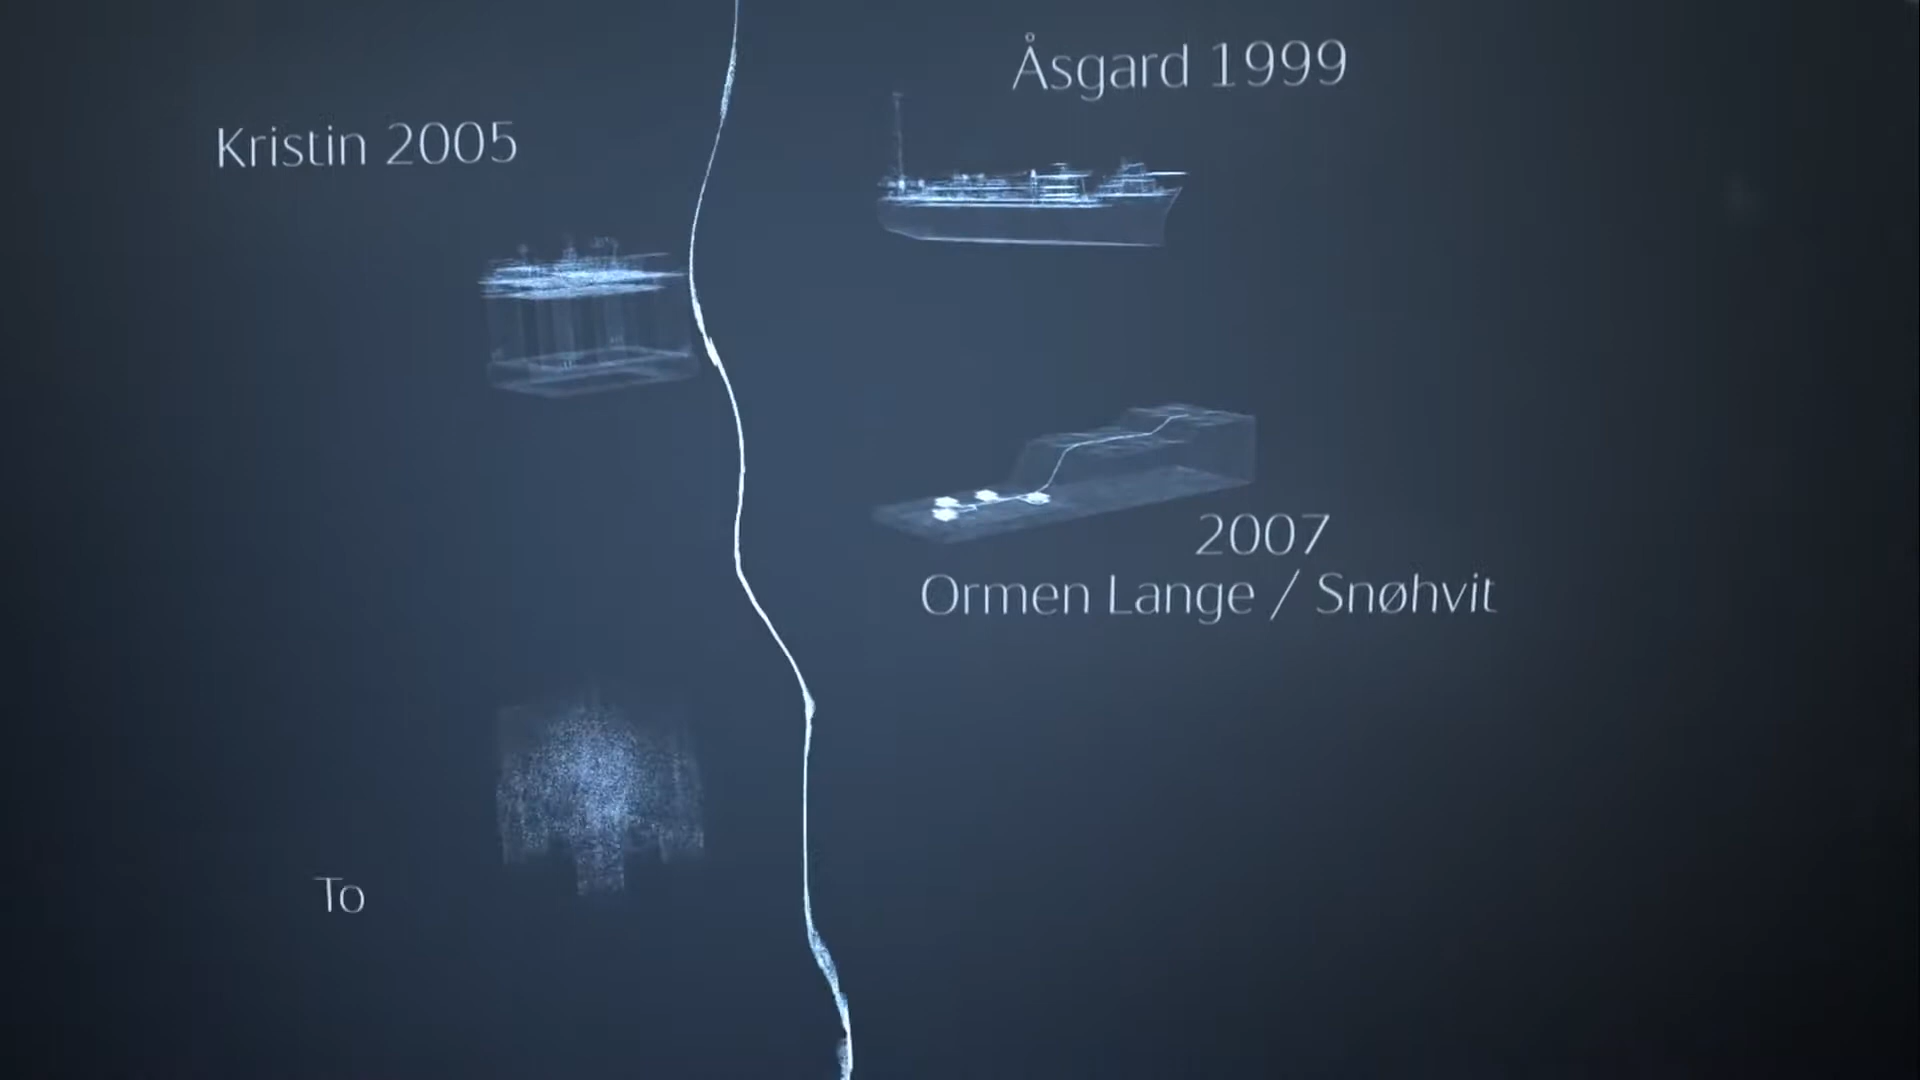 Åsgard 1999
Kristin 2005
2007
Ormen Lange / Snøhvit
To